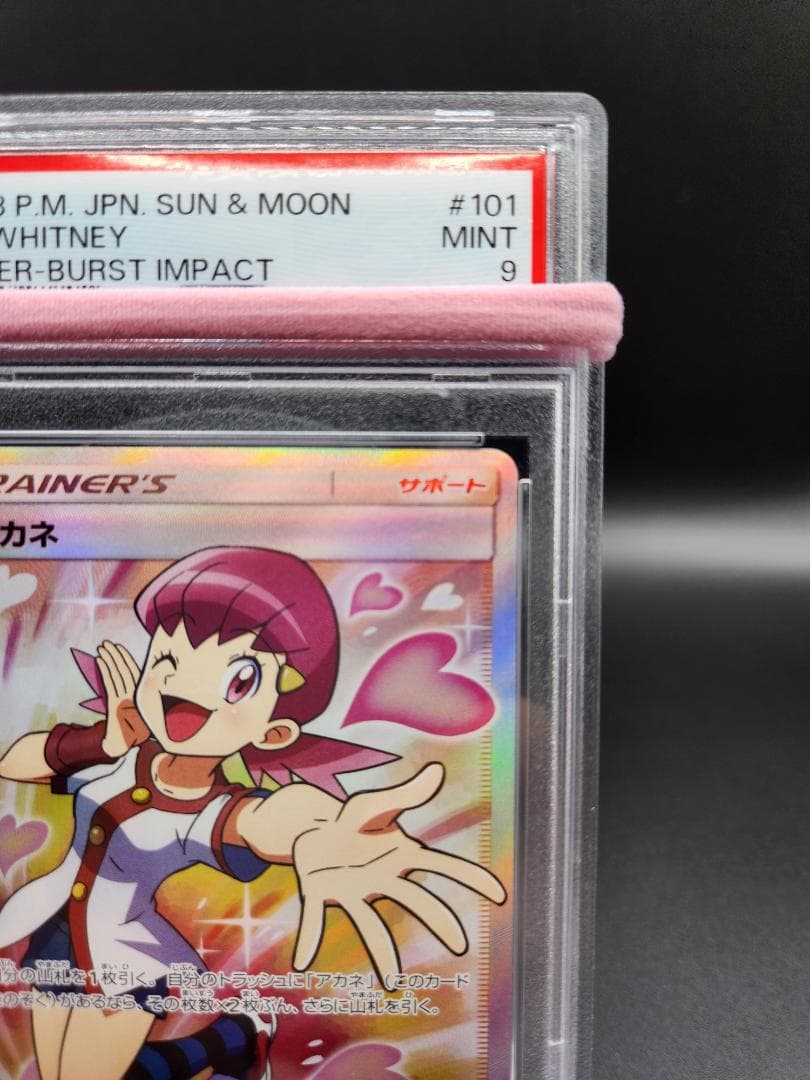 8 P.M. JPN. SUN & MOON #101
WHITNEY MINT
ER-BURST IMPACT 9
RAINER'S サポート
カネ
自分の山札を1枚引く。自分のトラッシュに「アカネ」(このカード
をのぞく)があるなら、その枚数×2枚ぶん、さらに山札を引く。